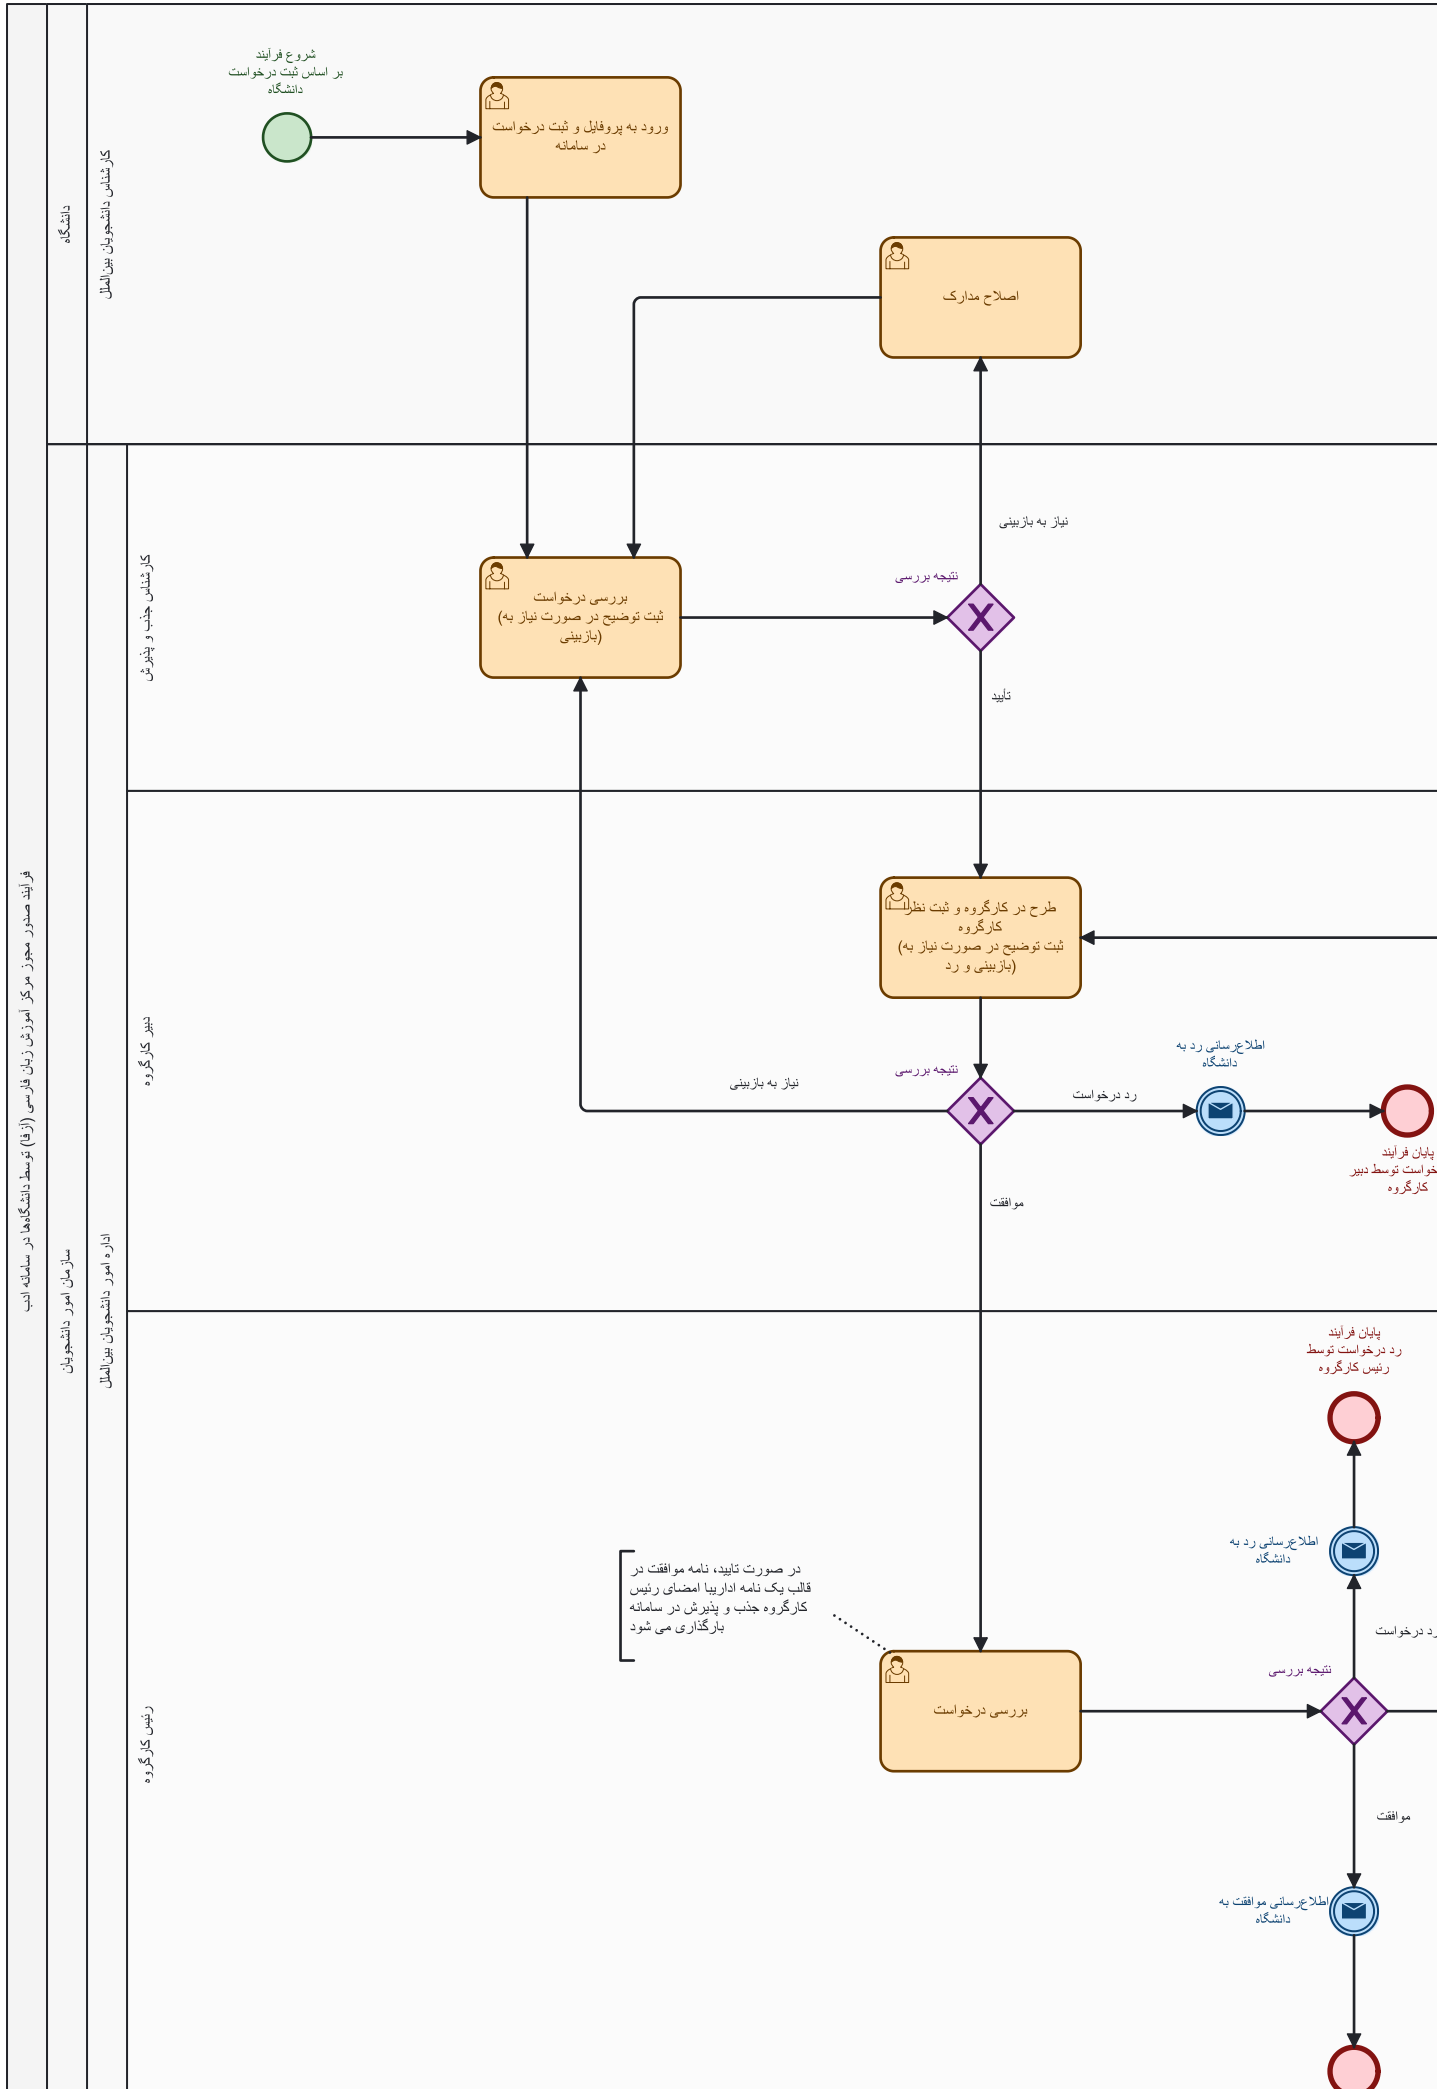 فرآیند صدور مجوز مرکز آموزش زبان فارسی (آزفا) توسط دانشگاه‌ها در سامانه ادب
دانشگاه
کارشناس دانشجویان بین‌الملل
شروع فرآیند
بر اساس ثبت درخواست
دانشگاه
ورود به پروفایل و ثبت درخواست
در سامانه
اصلاح مدارک
سازمان امور دانشجویان
اداره امور دانشجویان بین‌الملل
کارشناس جذب و پذیرش
نیاز به بازبینی
نتیجه بررسی
بررسی درخواست
(ثبت توضیح در صورت نیاز به
بازبینی)
تأیید
دبیر کارگروه
طرح در کارگروه و ثبت نظر
کارگروه
(ثبت توضیح در صورت نیاز به
بازبینی و رد)
اطلاع‌رسانی رد به
دانشگاه
نتیجه بررسی
نیاز به بازبینی
رد درخواست
پایان فرآیند
خواست توسط دبیر
کارگروه
موافقت
رئیس کارگروه
پایان فرآیند
رد درخواست توسط
رئیس کارگروه
اطلاع‌رسانی رد به
دانشگاه
در صورت تایید، نامه موافقت در
قالب یک نامه اداریبا امضای رئیس
کارگروه جذب و پذیرش در سامانه
بارگذاری می شود
رد درخواست
نتیجه بررسی
بررسی درخواست
موافقت
اطلاع‌رسانی موافقت به
دانشگاه